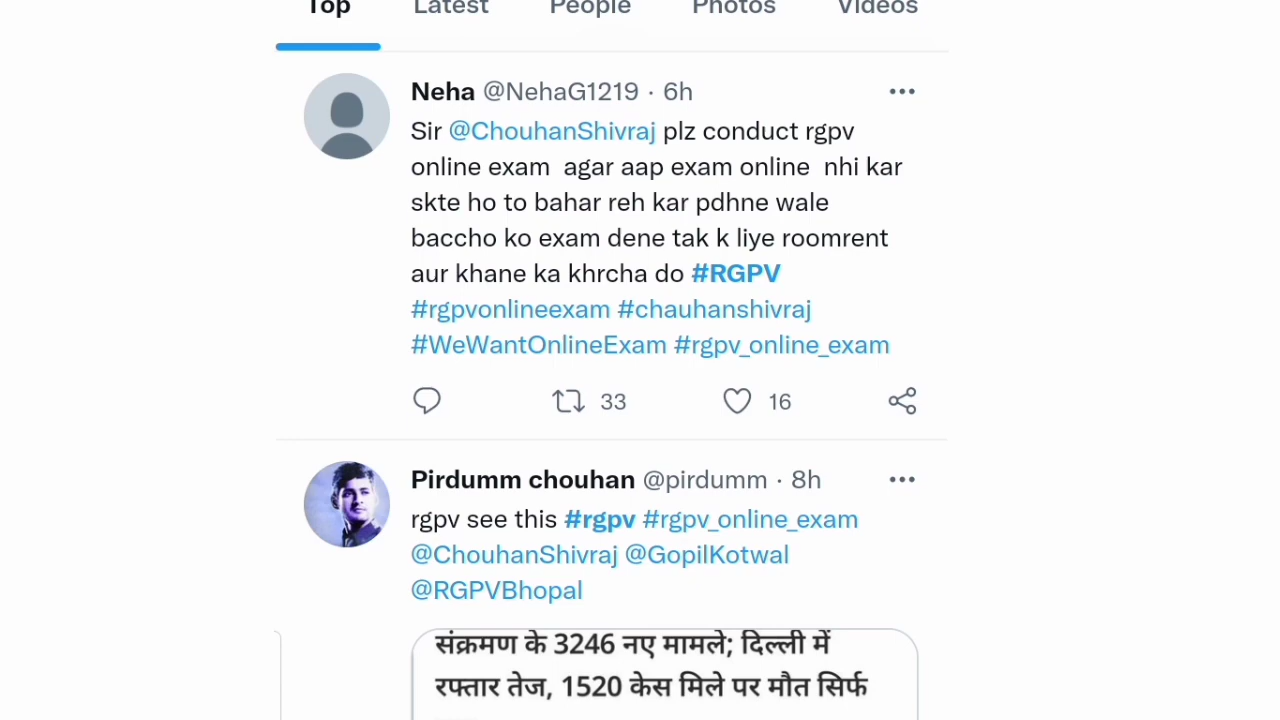 Top Latest People Photos Videos
Neha @NehaG1219 · 6h
Sir @ChouhanShivraj plz conduct rgpv
online exam  agar aap exam online  nhi kar
skte ho to bahar reh kar pdhne wale
baccho ko exam dene tak k liye roomrent
aur khane ka khrcha do #RGPV
#rgpvonlineexam #chauhanshivraj
#WeWantOnlineExam #rgpv_online_exam
33 16
Pirdumm chouhan @pirdumm · 8h
rgpv see this #rgpv #rgpv_online_exam
@ChouhanShivraj @GopilKotwal
@RGPVBhopal
संक्रमण के 3246 नए मामले; दिल्ली में
रफ्तार तेज, 1520 केस मिले पर मौत सिर्फ